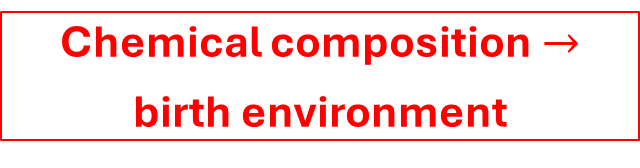 Chemical composition →
birth environment